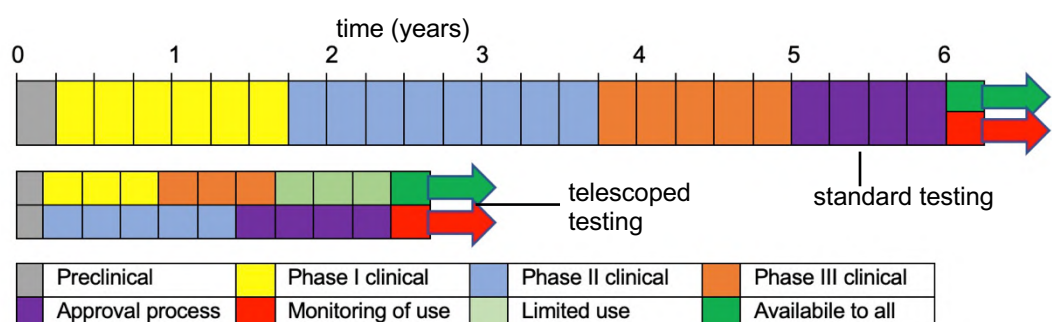 time (years)
0 1 2 3 4 5 6
telescoped
testing
standard testing
Preclinical Phase I clinical Phase II clinical Phase III clinical
Approval process Monitoring of use Limited use Availabile to all